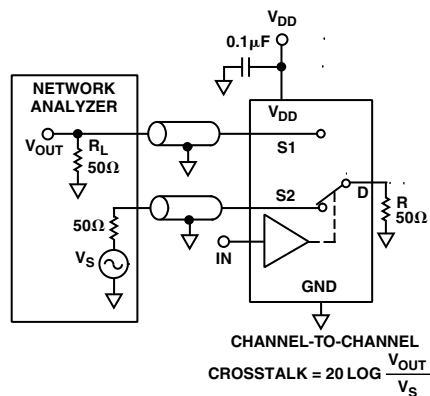 V_DD
0.1μF
NETWORK
ANALYZER
V_DD
V_OUT
R_L
50Ω
S1
50Ω
S2
D
R
50Ω
V_S
IN
GND
CHANNEL-TO-CHANNEL
CROSSTALK = 20 LOG V_OUT / V_S